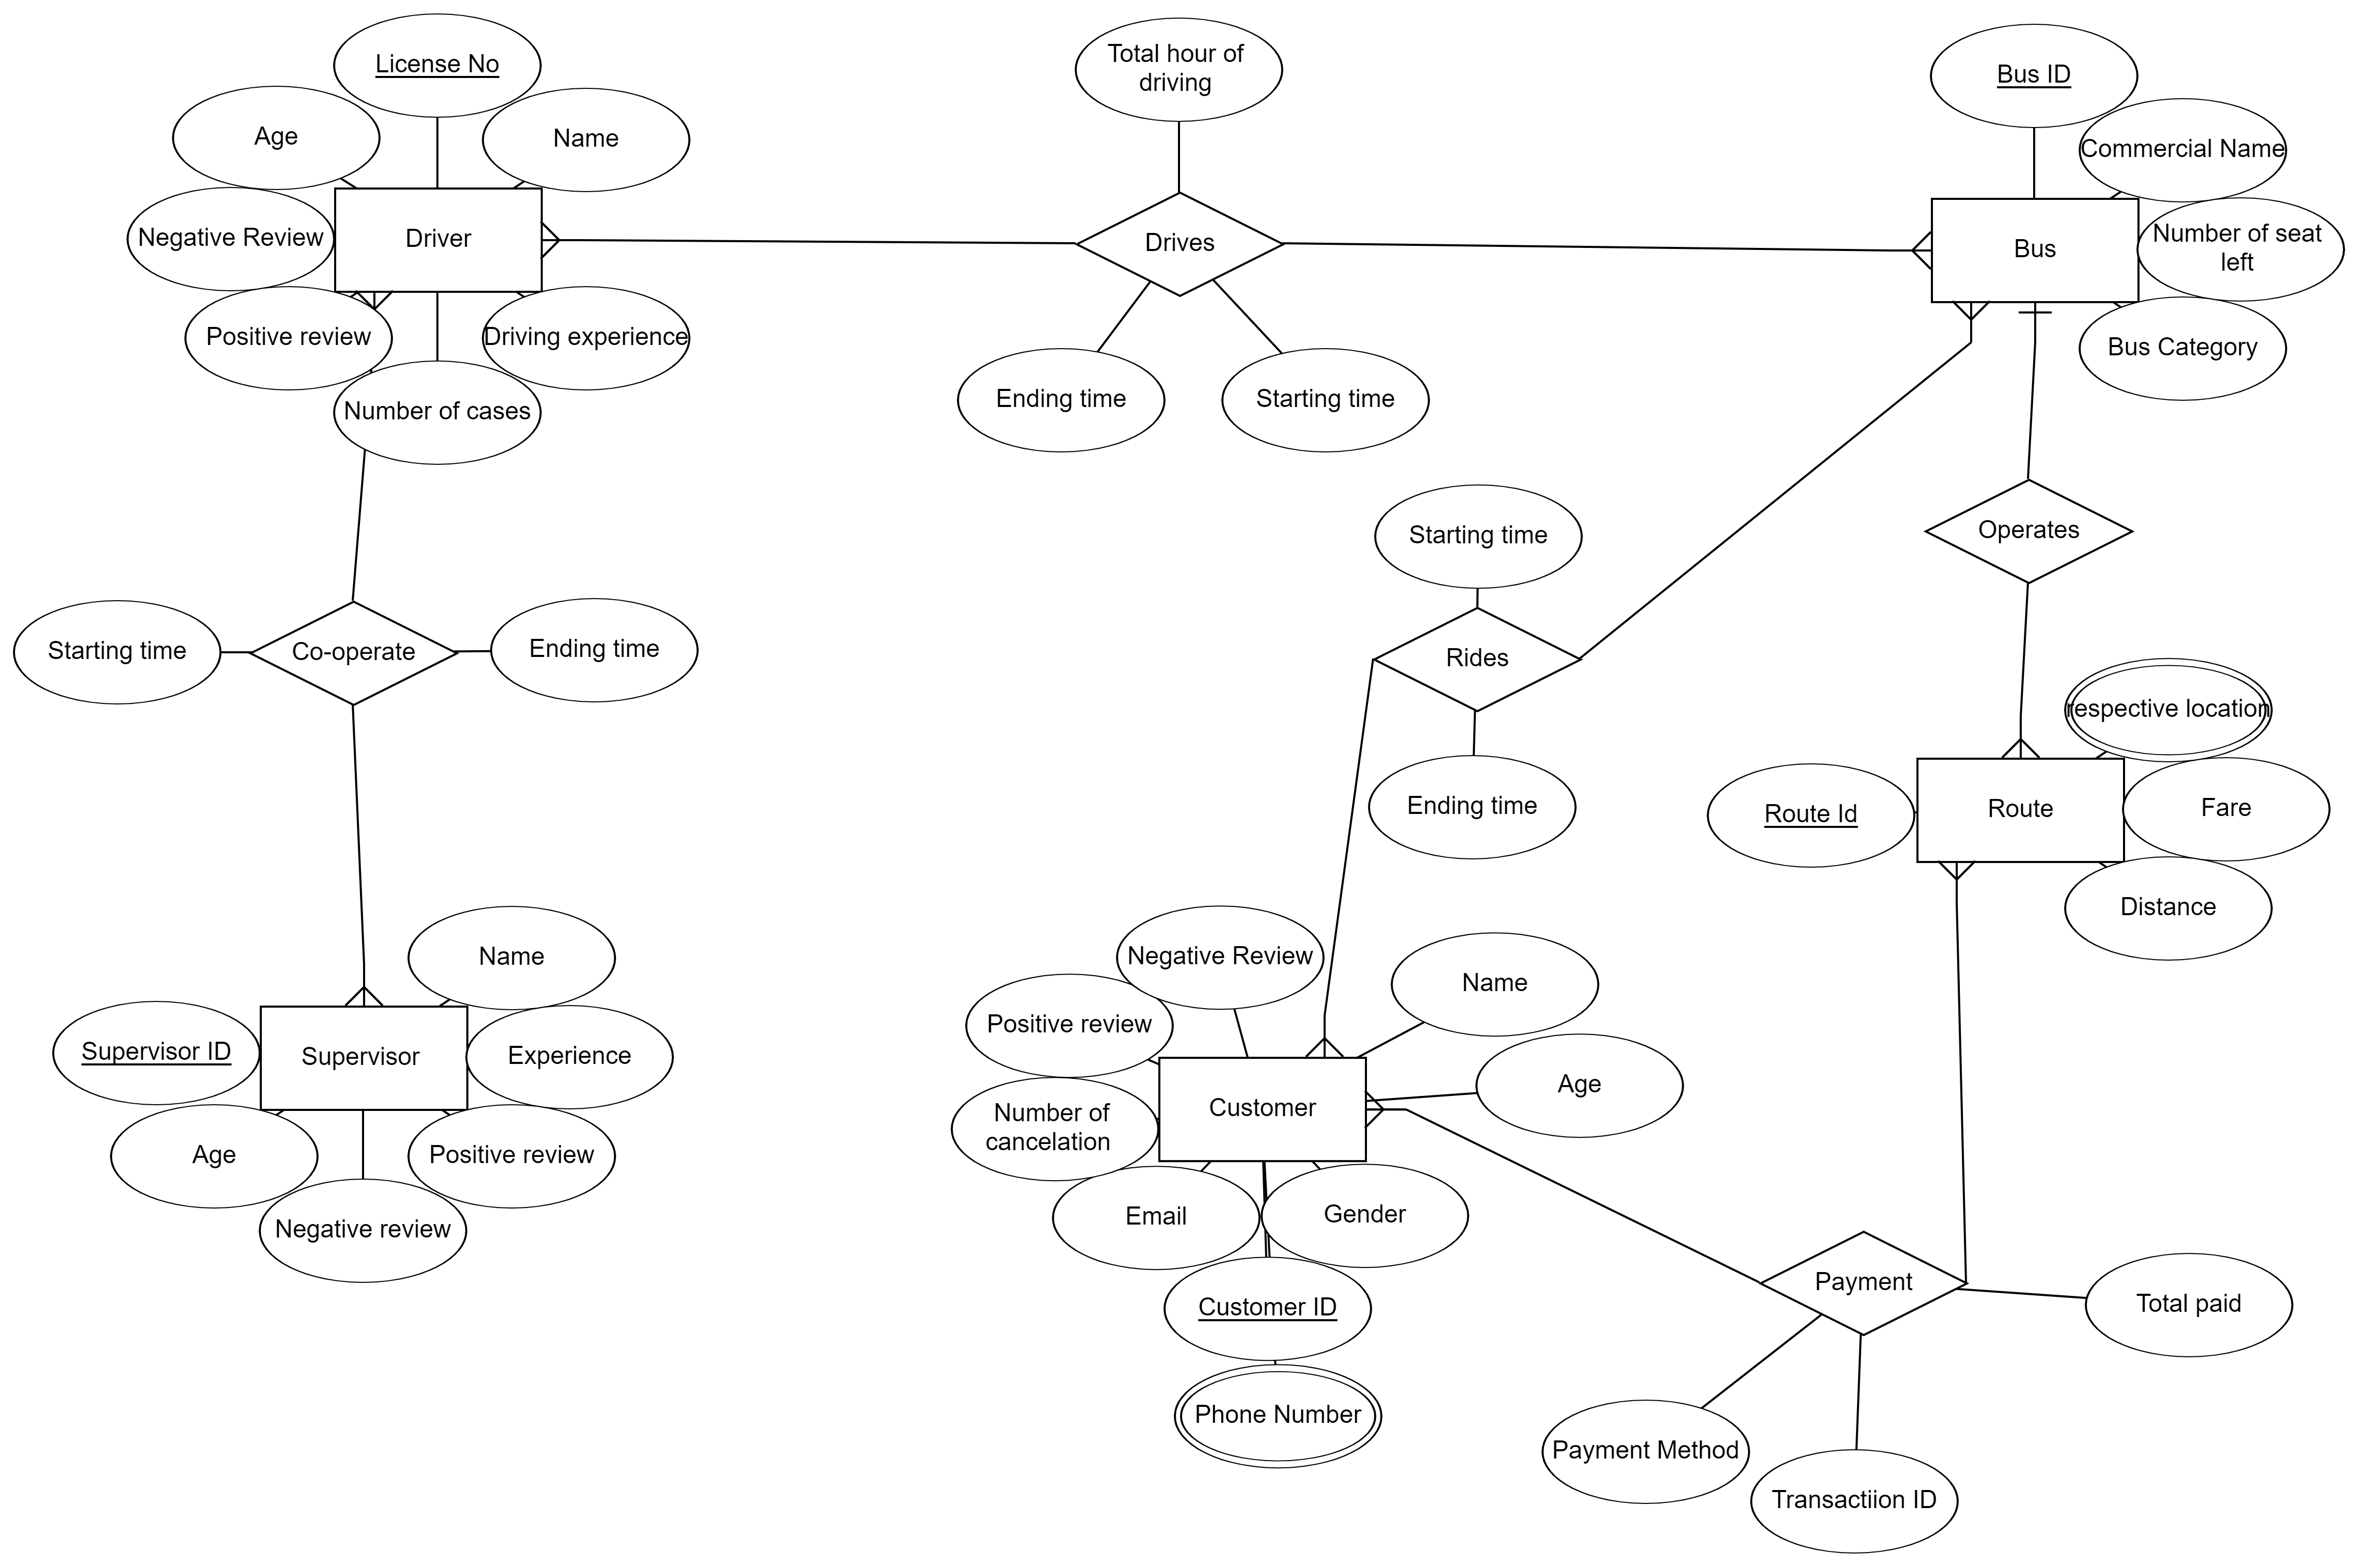 License No
Age
Name
Negative Review
Driver
Positive review
Driving experience
Number of cases
Total hour of
driving
Drives
Ending time
Starting time
Bus ID
Commercial Name
Bus
Number of seat
left
Bus Category
Operates
Starting time
Rides
Ending time
Starting time
Co-operate
Ending time
respective location
Route Id
Route
Fare
Distance
Name
Supervisor ID
Supervisor
Experience
Age
Positive review
Negative review
Negative Review
Name
Positive review
Age
Customer
Number of
cancelation
Email
Gender
Customer ID
Phone Number
Payment
Total paid
Payment Method
Transactiion ID